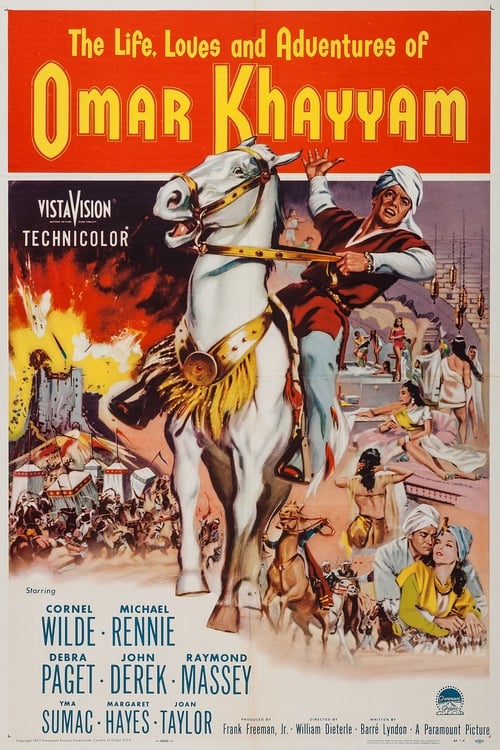 The Life, Loves and Adventures of
OMAR KHAYYAM
VISTAVISION
TECHNICOLOR
Starring
CORNEL WILDE · MICHAEL RENNIE ·
DEBRA PAGET · JOHN DEREK · RAYMOND MASSEY
YMA SUMAC · MARGARET HAYES · JOAN TAYLOR
PRODUCED BY Frank Freeman, Jr. · DIRECTED BY William Dieterle · WRITTEN BY Barré Lyndon · A Paramount Picture
Paramount